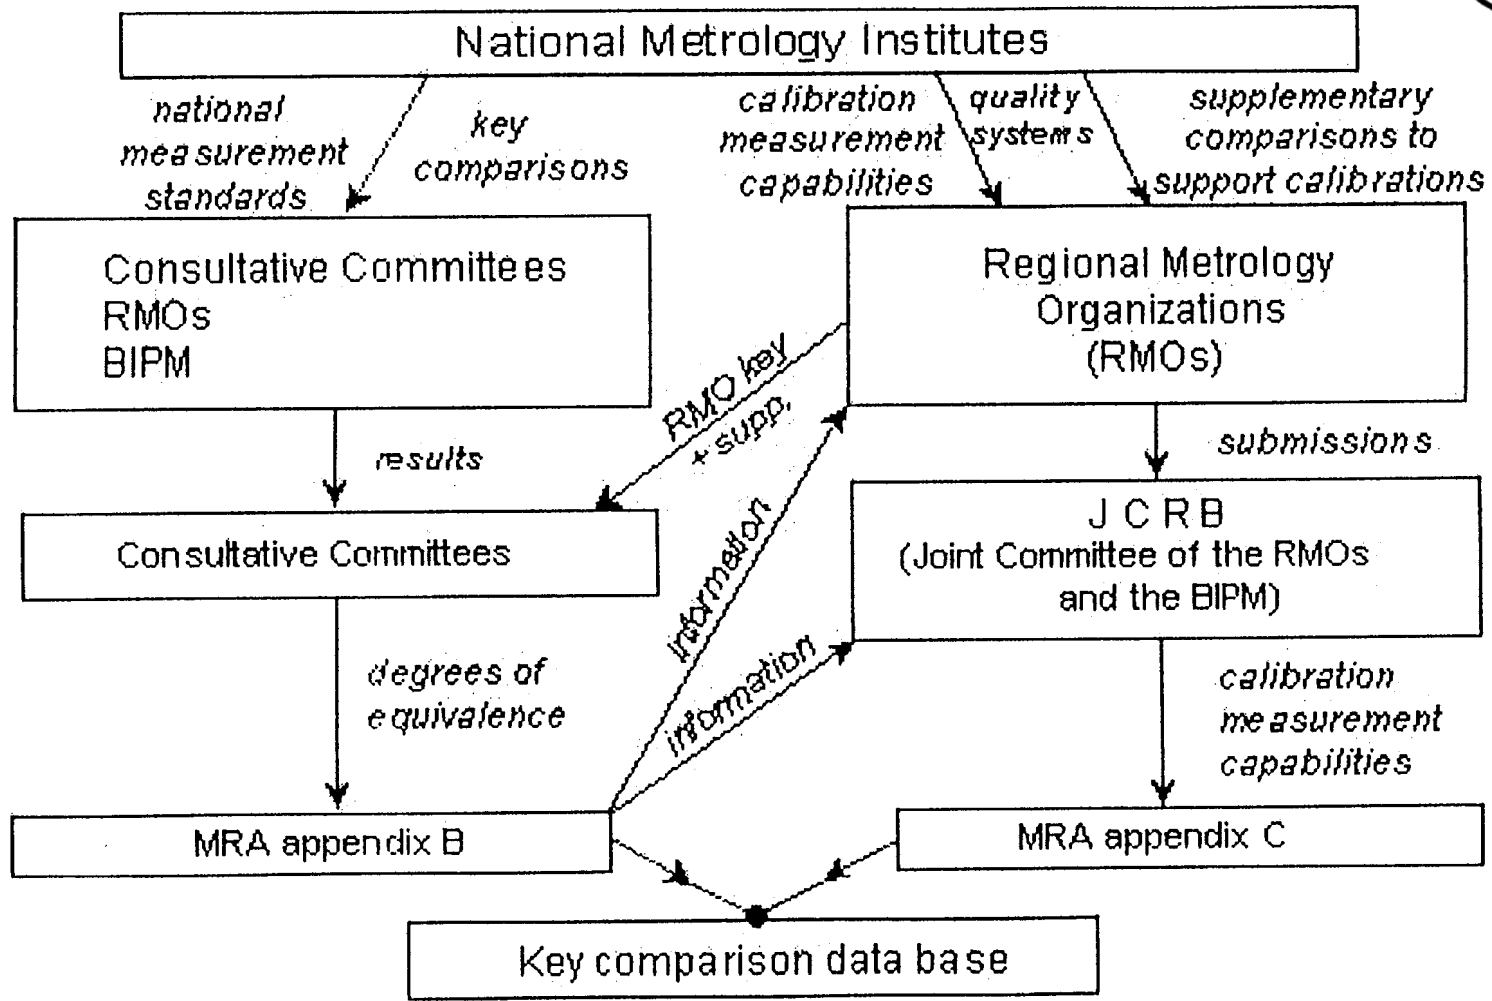 National Metrology Institutes
national
measurement
standards
key
comparisons
calibration
measurement
capabilities
quality
systems
supplementary
comparisons to
support calibrations
Consultative Committees
RMOs
BIPM
Regional Metrology
Organizations
(RMOs)
RMO key
+ supp,
results
submissions
Consultative Committees
J C R B
(Joint Committee of the RMOs
and the BIPM)
information
information
degrees of
equivalence
calibration
measurement
capabilities
MRA appendix B
MRA appendix C
Key comparison data base